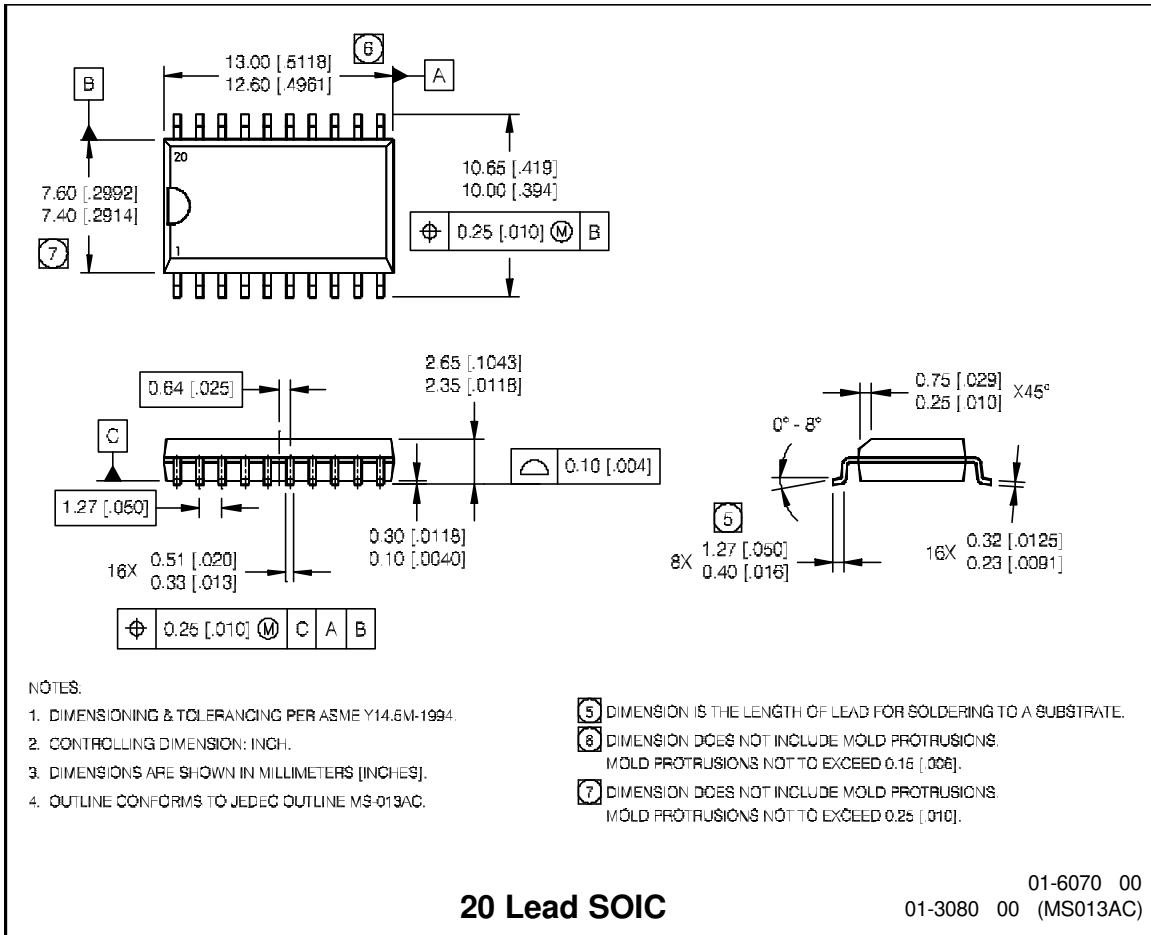 6
13.00 [.5118]
12.60 [.4961]
A
B
20
1
7.60 [.2992]
7.40 [.2914]
7
10.65 [.419]
10.00 [.394]
⌖ 0.25 [.010] Ⓜ B
0.64 [.025]
2.65 [.1043]
2.35 [.0118]
C
⌓ 0.10 [.004]
1.27 [.050]
0.30 [.0118]
0.10 [.0040]
16X 0.51 [.020]
0.33 [.013]
⌖ 0.25 [.010] Ⓜ C A B
0.75 [.029]
0.25 [.010] X45°
0° - 8°
5
8X 1.27 [.050]
0.40 [.016]
16X 0.32 [.0125]
0.23 [.0091]
NOTES:
1. DIMENSIONING & TOLERANCING PER ASME Y14.5M-1994.
2. CONTROLLING DIMENSION: INCH.
3. DIMENSIONS ARE SHOWN IN MILLIMETERS [INCHES].
4. OUTLINE CONFORMS TO JEDEC OUTLINE MS-013AC.
5 DIMENSION IS THE LENGTH OF LEAD FOR SOLDERING TO A SUBSTRATE.
6 DIMENSION DOES NOT INCLUDE MOLD PROTRUSIONS.
MOLD PROTRUSIONS NOT TO EXCEED 0.15 [.006].
7 DIMENSION DOES NOT INCLUDE MOLD PROTRUSIONS.
MOLD PROTRUSIONS NOT TO EXCEED 0.25 [.010].
20 Lead SOIC
01-6070 00
01-3080 00 (MS013AC)